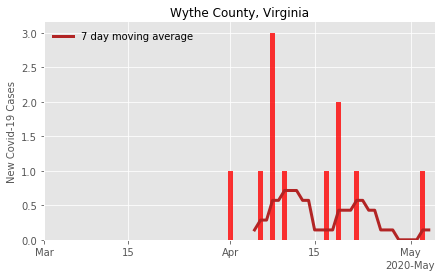 Wythe County, Virginia
7 day moving average
New Covid-19 Cases
3.0
2.5
2.0
1.5
1.0
0.5
0.0
Mar 15 Apr 15 May
2020-May